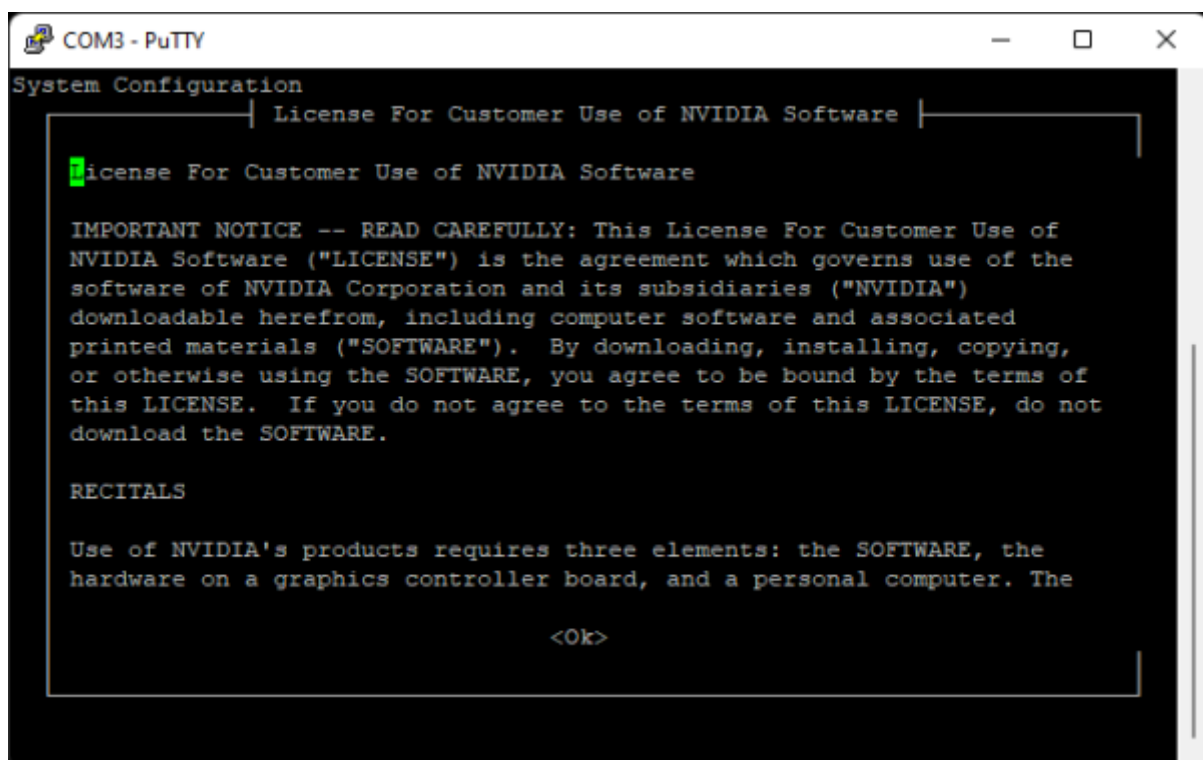 COM3 - PuTTY
System Configuration
License For Customer Use of NVIDIA Software
License For Customer Use of NVIDIA Software
IMPORTANT NOTICE -- READ CAREFULLY: This License For Customer Use of
NVIDIA Software ("LICENSE") is the agreement which governs use of the
software of NVIDIA Corporation and its subsidiaries ("NVIDIA")
downloadable herefrom, including computer software and associated
printed materials ("SOFTWARE").  By downloading, installing, copying,
or otherwise using the SOFTWARE, you agree to be bound by the terms of
this LICENSE.  If you do not agree to the terms of this LICENSE, do not
download the SOFTWARE.
RECITALS
Use of NVIDIA's products requires three elements: the SOFTWARE, the
hardware on a graphics controller board, and a personal computer. The
<Ok>